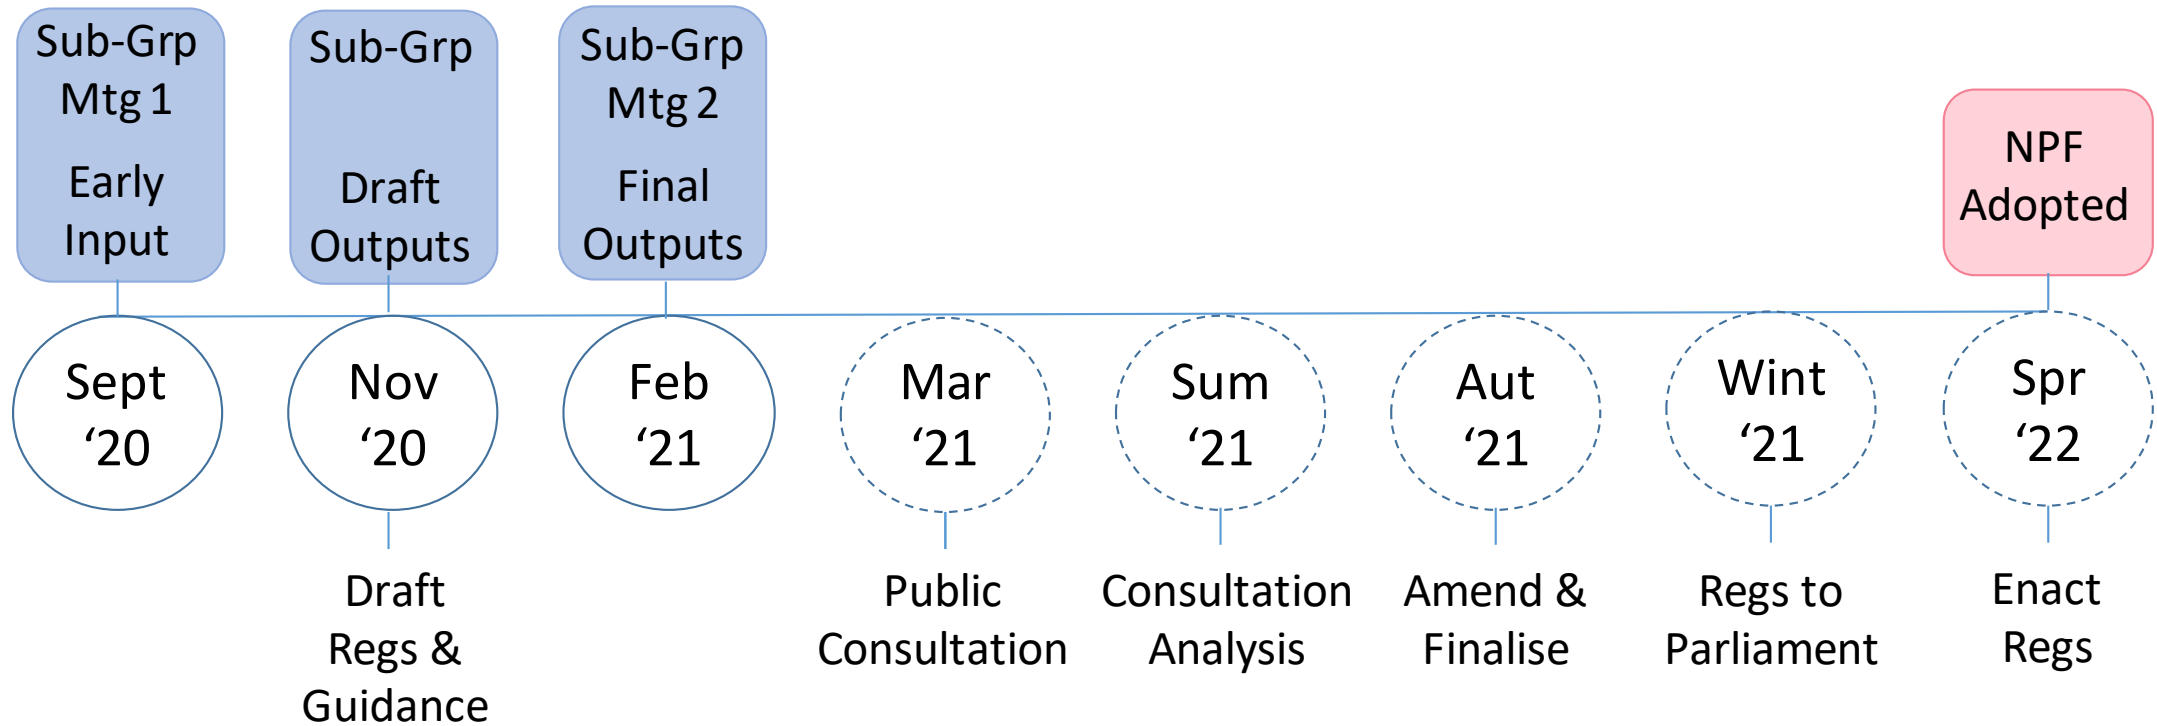 Sub-Grp
Mtg 1
Early
Input
Sub-Grp
Draft
Outputs
Sub-Grp
Mtg 2
Final
Outputs
NPF
Adopted
Sept
‘20
Nov
‘20
Feb
‘21
Mar
‘21
Sum
‘21
Aut
‘21
Wint
‘21
Spr
‘22
Draft
Regs &
Guidance
Public
Consultation
Consultation
Analysis
Amend &
Finalise
Regs to
Parliament
Enact
Regs